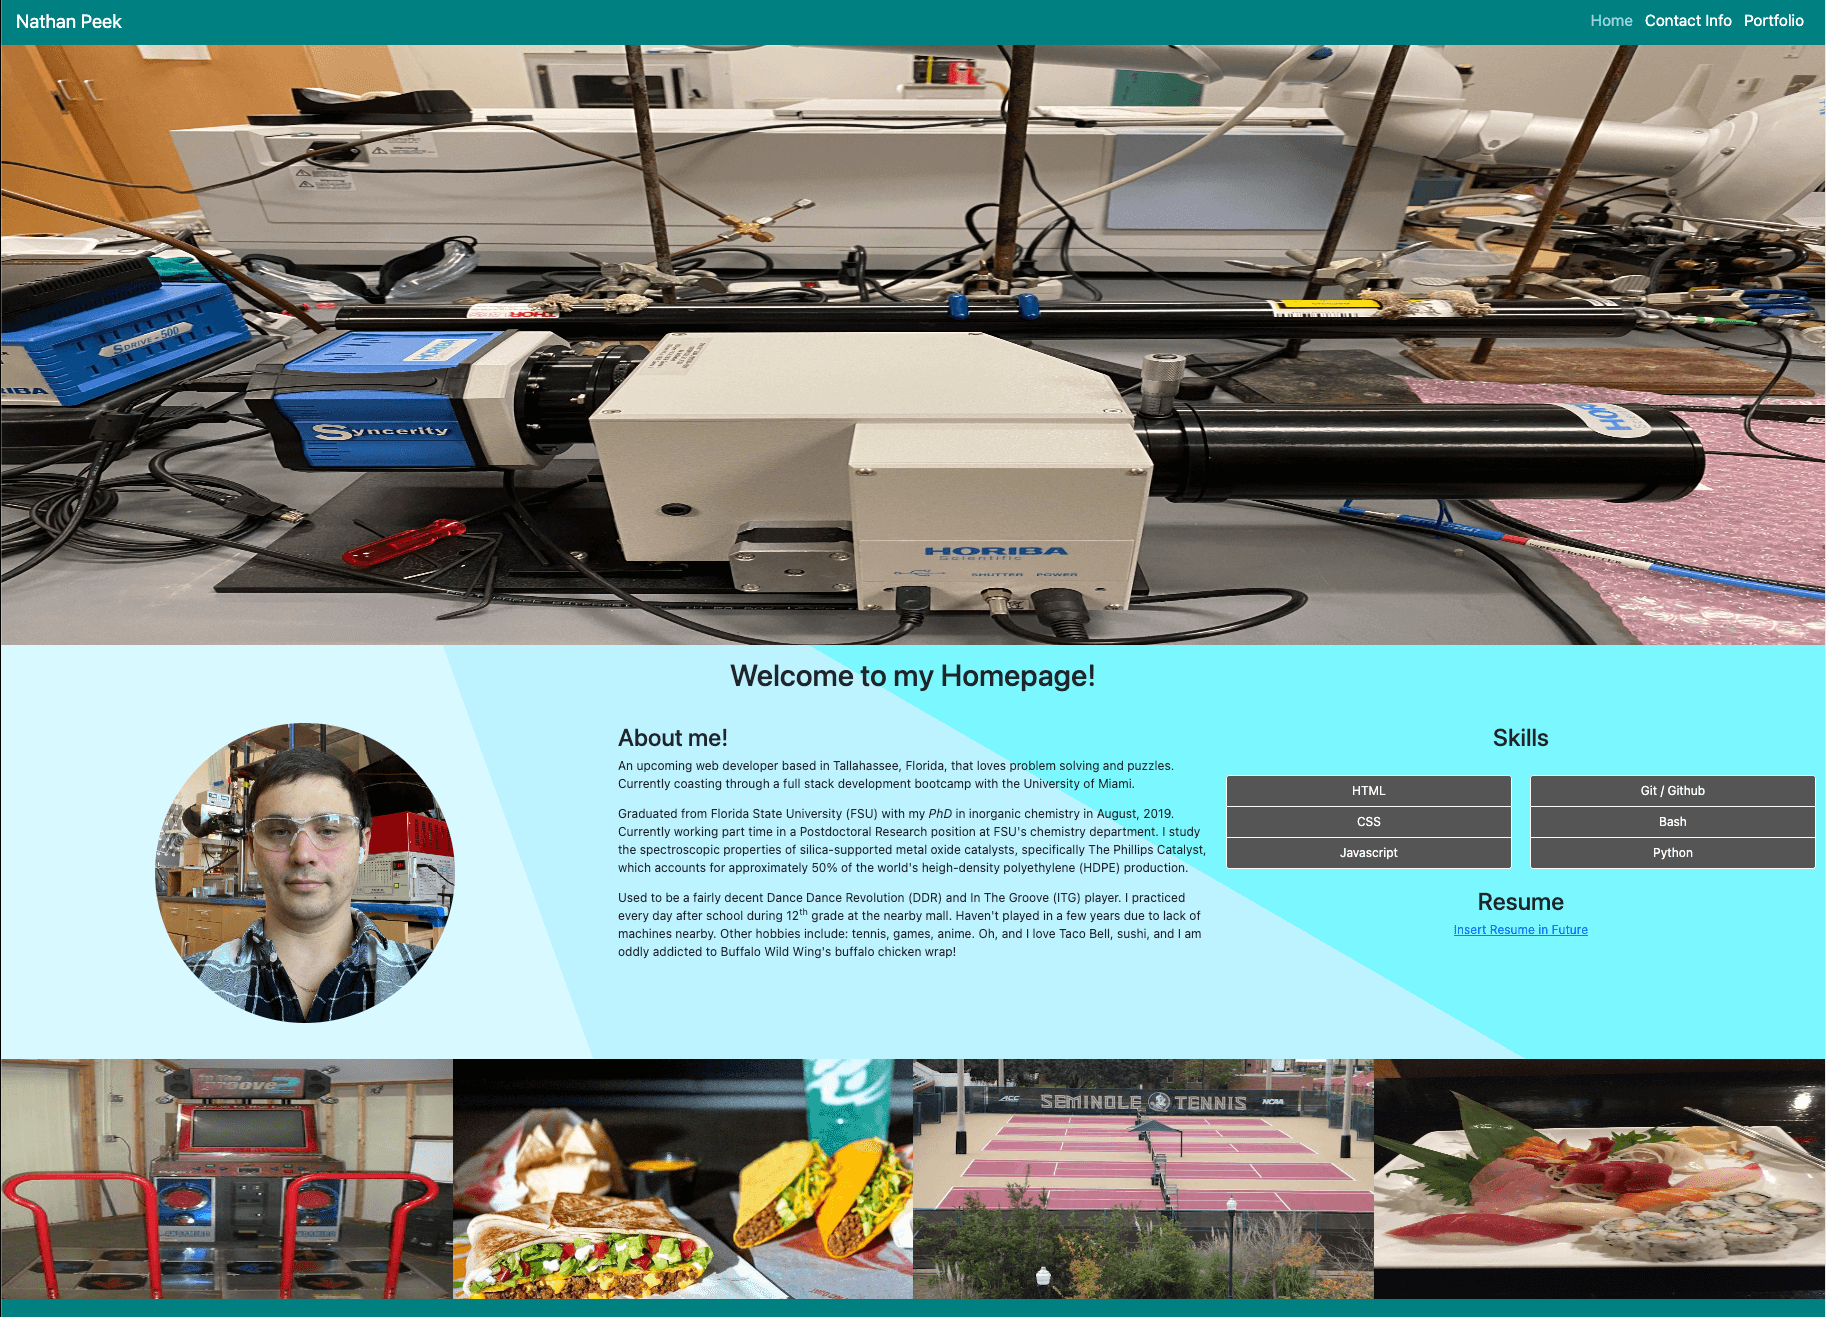 Nathan Peek
Home Contact Info Portfolio
SDRIVE-500
HORIBA
THOR
Syncerity
HORIBA
Scientific
SHUTTER POWER
Welcome to my Homepage!
About me!
An upcoming web developer based in Tallahassee, Florida, that loves problem solving and puzzles.
Currently coasting through a full stack development bootcamp with the University of Miami.
Graduated from Florida State University (FSU) with my PhD in inorganic chemistry in August, 2019.
Currently working part time in a Postdoctoral Research position at FSU's chemistry department. I study
the spectroscopic properties of silica-supported metal oxide catalysts, specifically The Phillips Catalyst,
which accounts for approximately 50% of the world's heigh-density polyethylene (HDPE) production.
Used to be a fairly decent Dance Dance Revolution (DDR) and In The Groove (ITG) player. I practiced
every day after school during 12th grade at the nearby mall. Haven't played in a few years due to lack of
machines nearby. Other hobbies include: tennis, games, anime. Oh, and I love Taco Bell, sushi, and I am
oddly addicted to Buffalo Wild Wing's buffalo chicken wrap!
Skills
HTML
CSS
Javascript
Git / Github
Bash
Python
Resume
Insert Resume in Future
groove 2
ACC SEMINOLE TENNIS NCAA